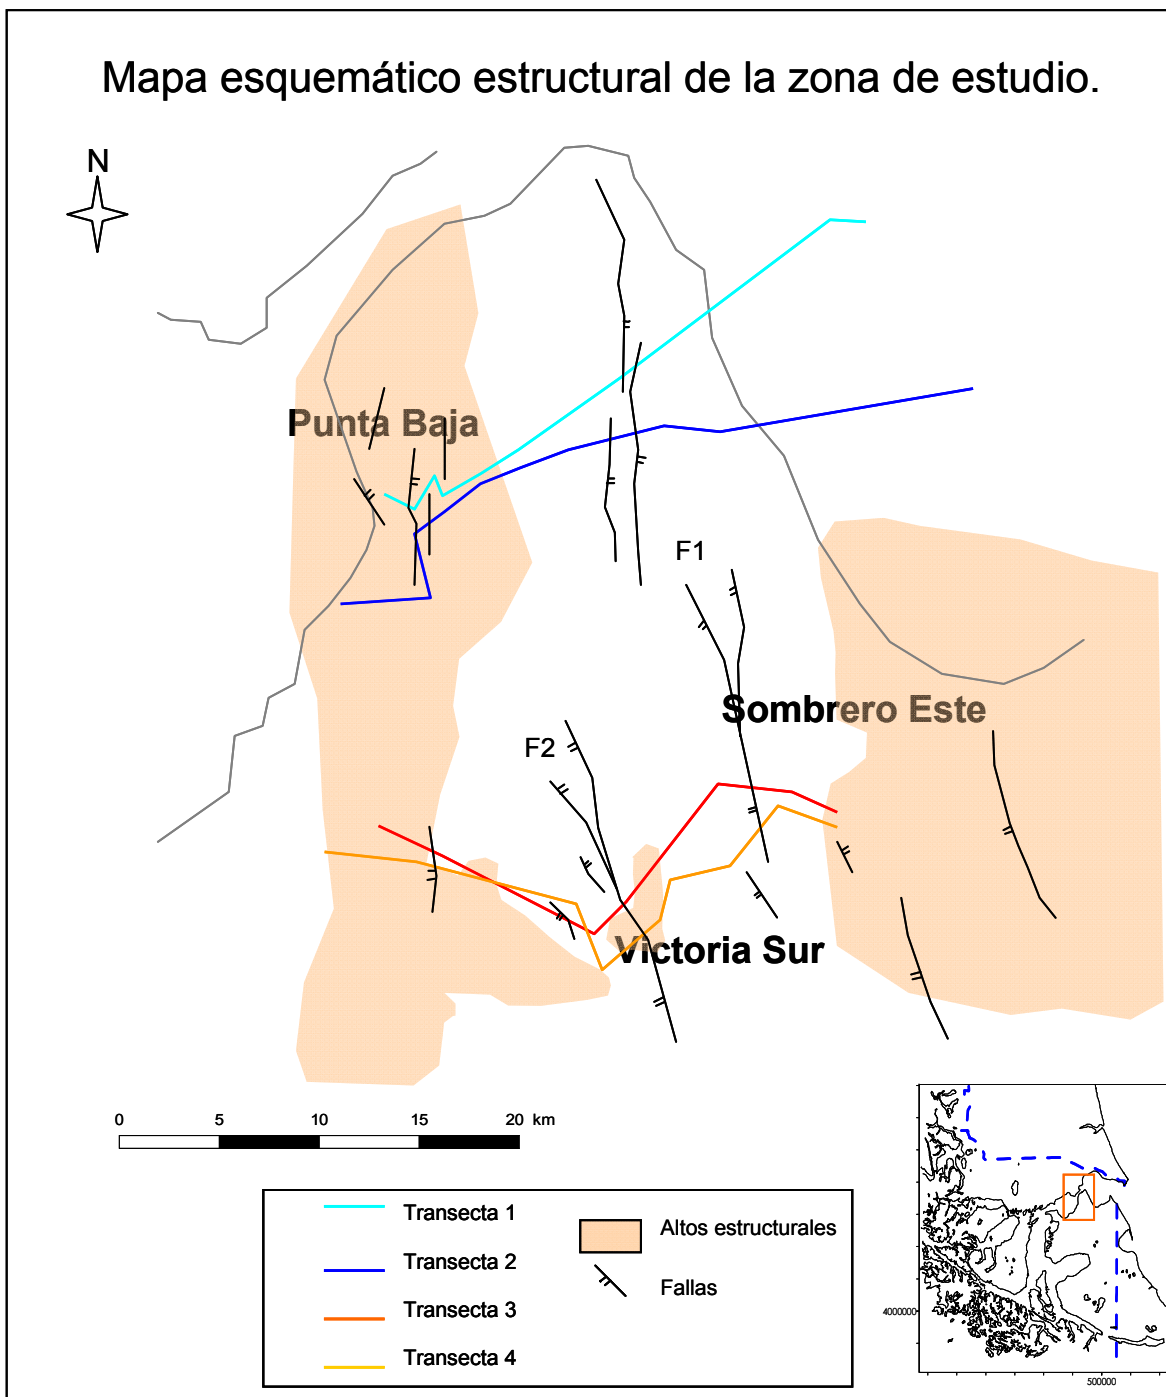 Mapa esquemático estructural de la zona de estudio.
N
Punta Baja
F1
Sombrero Este
F2
Victoria Sur
0 5 10 15 20 km
Transecta 1
Transecta 2
Transecta 3
Transecta 4
Altos estructurales
Fallas
4000000
500000